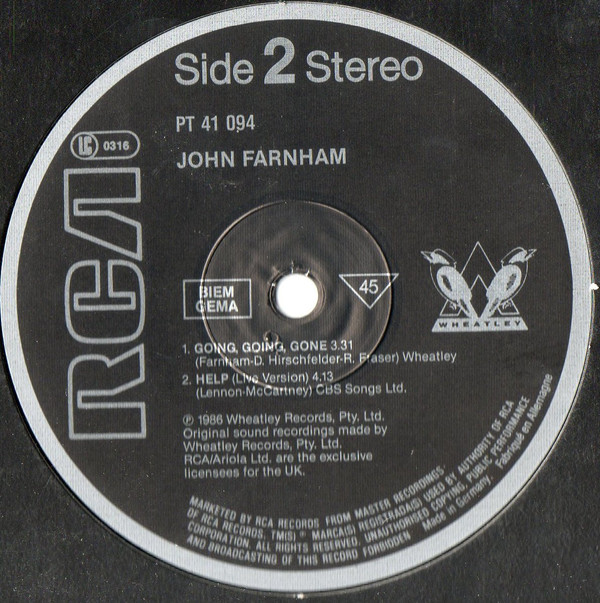 Side 2 Stereo
PT 41 094
LC 0316
JOHN FARNHAM
RCA
BIEM
GEMA
45
WHEATLEY
1. GOING, GOING, GONE 3.31
(Farnham-D. Hirschfelder-R. Fraser) Wheatley
2. HELP (Live Version) 4,13
(Lennon-McCartney) CBS Songs Ltd.
℗ 1986 Wheatley Records, Pty. Ltd.
Original sound recordings made by
Wheatley Records, Pty. Ltd.
RCA/Ariola Ltd. are the exclusive
licensees for the UK.
MARKETED BY RCA RECORDS FROM MASTER RECORDINGS
OF RCA RECORDS, TM(S) ® MARCA(S) REGISTRADA(S) USED BY AUTHORITY OF RCA
CORPORATION. ALL RIGHTS RESERVED. UNAUTHORISED COPYING PUBLIC PERFORMANCE
AND BROADCASTING OF THIS RECORD FORBIDDEN
Made in Germany. Fabriqué en Allemagne